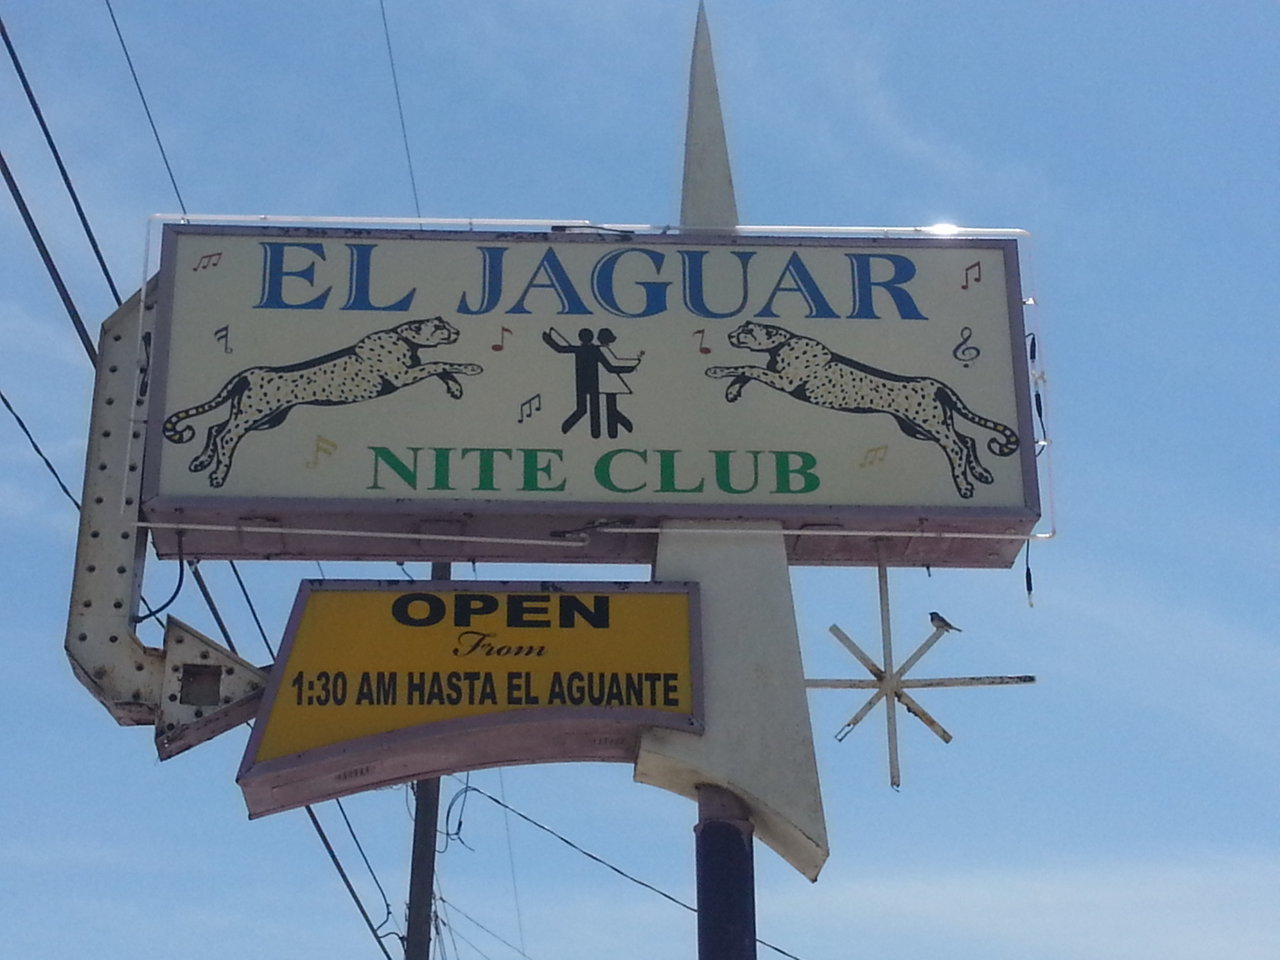 EL JAGUAR
NITE CLUB
OPEN
From
1:30 AM HASTA EL AGUANTE